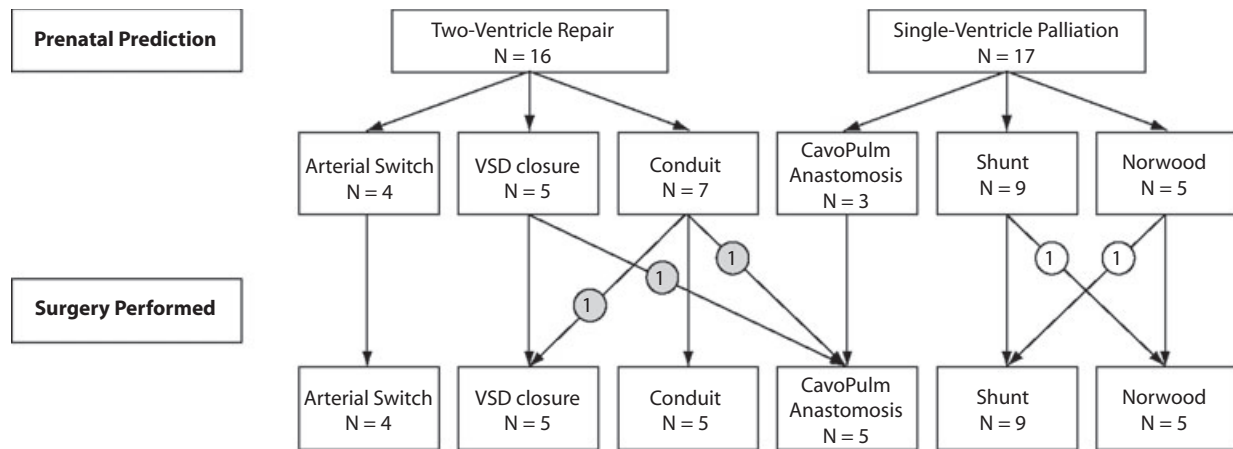 Prenatal Prediction
Two-Ventricle Repair
N = 16
Single-Ventricle Palliation
N = 17
Arterial Switch
N = 4
VSD closure
N = 5
Conduit
N = 7
CavoPulm
Anastomosis
N = 3
Shunt
N = 9
Norwood
N = 5
1
1
1
1
1
Surgery Performed
Arterial Switch
N = 4
VSD closure
N = 5
Conduit
N = 5
CavoPulm
Anastomosis
N = 5
Shunt
N = 9
Norwood
N = 5